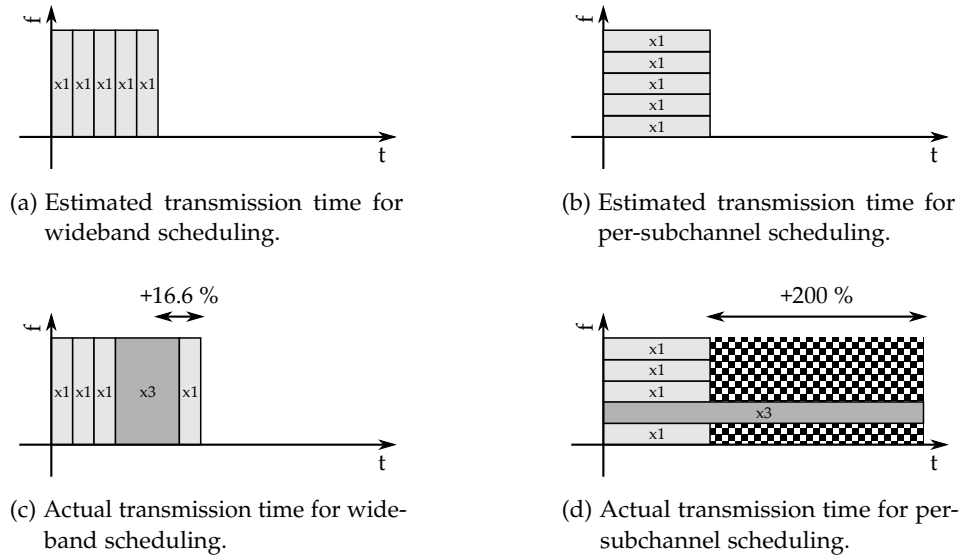 f
x1 x1 x1 x1 x1
t
(a) Estimated transmission time for
wideband scheduling.
f
x1
x1
x1
x1
x1
t
(b) Estimated transmission time for
per-subchannel scheduling.
+16.6 %
f
x1 x1 x1 x3 x1
t
(c) Actual transmission time for wide-
band scheduling.
+200 %
f
x1
x1
x1
x3
x1
t
(d) Actual transmission time for per-
subchannel scheduling.